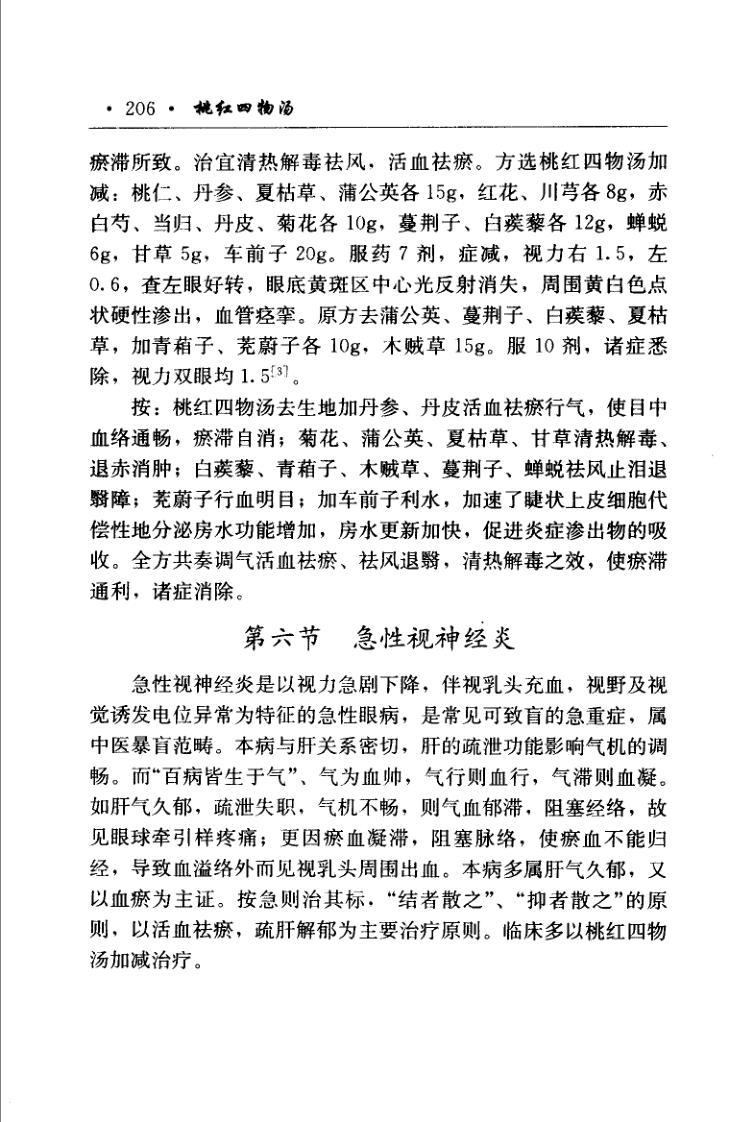 · 206 · 桃红四物汤
瘀滞所致。治宜清热解毒祛风，活血祛瘀。方选桃红四物汤加
减：桃仁、丹参、夏枯草、蒲公英各 15g，红花、川芎各 8g，赤
白芍、当归、丹皮、菊花各 10g，蔓荆子、白蒺藜各 12g，蝉蜕
6g，甘草 5g，车前子 20g。服药 7 剂，症减，视力右 1.5，左
0.6，查左眼好转，眼底黄斑区中心光反射消失，周围黄白色点
状硬性渗出，血管痉挛。原方去蒲公英、蔓荆子、白蒺藜、夏枯
草，加青葙子、茺蔚子各 10g，木贼草 15g。服 10 剂，诸症悉
除，视力双眼均 1.5[3]。
按：桃红四物汤去生地加丹参、丹皮活血祛瘀行气，使目中
血络通畅，瘀滞自消；菊花、蒲公英、夏枯草、甘草清热解毒、
退赤消肿；白蒺藜、青葙子、木贼草、蔓荆子、蝉蜕祛风止泪退
翳障；茺蔚子行血明目；加车前子利水，加速了睫状上皮细胞代
偿性地分泌房水功能增加，房水更新加快，促进炎症渗出物的吸
收。全方共奏调气活血祛瘀、祛风退翳，清热解毒之效，使瘀滞
通利，诸症消除。
第六节 急性视神经炎
急性视神经炎是以视力急剧下降，伴视乳头充血，视野及视
觉诱发电位异常为特征的急性眼病，是常见可致盲的急重症，属
中医暴盲范畴。本病与肝关系密切，肝的疏泄功能影响气机的调
畅。而“百病皆生于气”、气为血帅，气行则血行，气滞则血凝。
如肝气久郁，疏泄失职，气机不畅，则气血郁滞，阻塞经络，故
见眼球牵引样疼痛；更因瘀血凝滞，阻塞脉络，使瘀血不能归
经，导致血溢络外而见视乳头周围出血。本病多属肝气久郁，又
以血瘀为主证。按急则治其标，“结者散之”、“抑者散之”的原
则，以活血祛瘀，疏肝解郁为主要治疗原则。临床多以桃红四物
汤加减治疗。